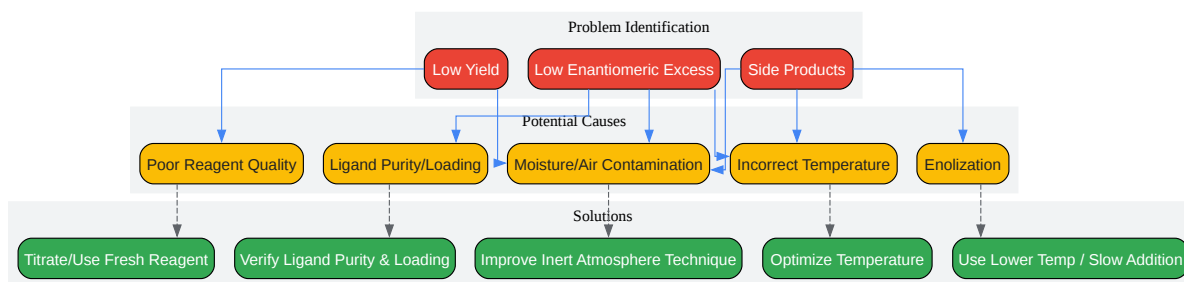 Problem Identification
Low Yield
Low Enantiomeric Excess
Side Products
Potential Causes
Poor Reagent Quality
Ligand Purity/Loading
Moisture/Air Contamination
Incorrect Temperature
Enolization
Solutions
Titrate/Use Fresh Reagent
Verify Ligand Purity & Loading
Improve Inert Atmosphere Technique
Optimize Temperature
Use Lower Temp / Slow Addition